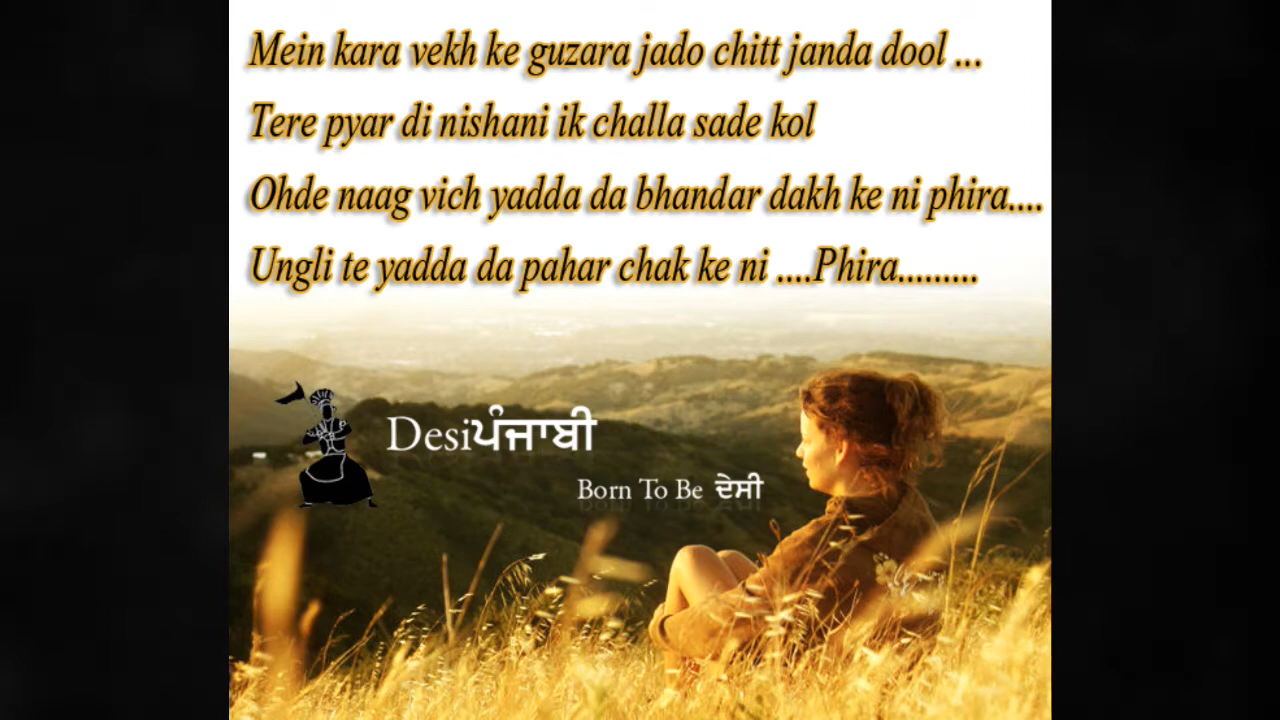 Mein kara vekh ke guzara jado chitt janda dool ...
Tere pyar di nishani ik challa sade kol
Ohde naag vich yadda da bhandar dakh ke ni phira....
Ungli te yadda da pahar chak ke ni ....Phira.........
Desiਪੰਜਾਬੀ
Born To Be ਦੇਸੀ